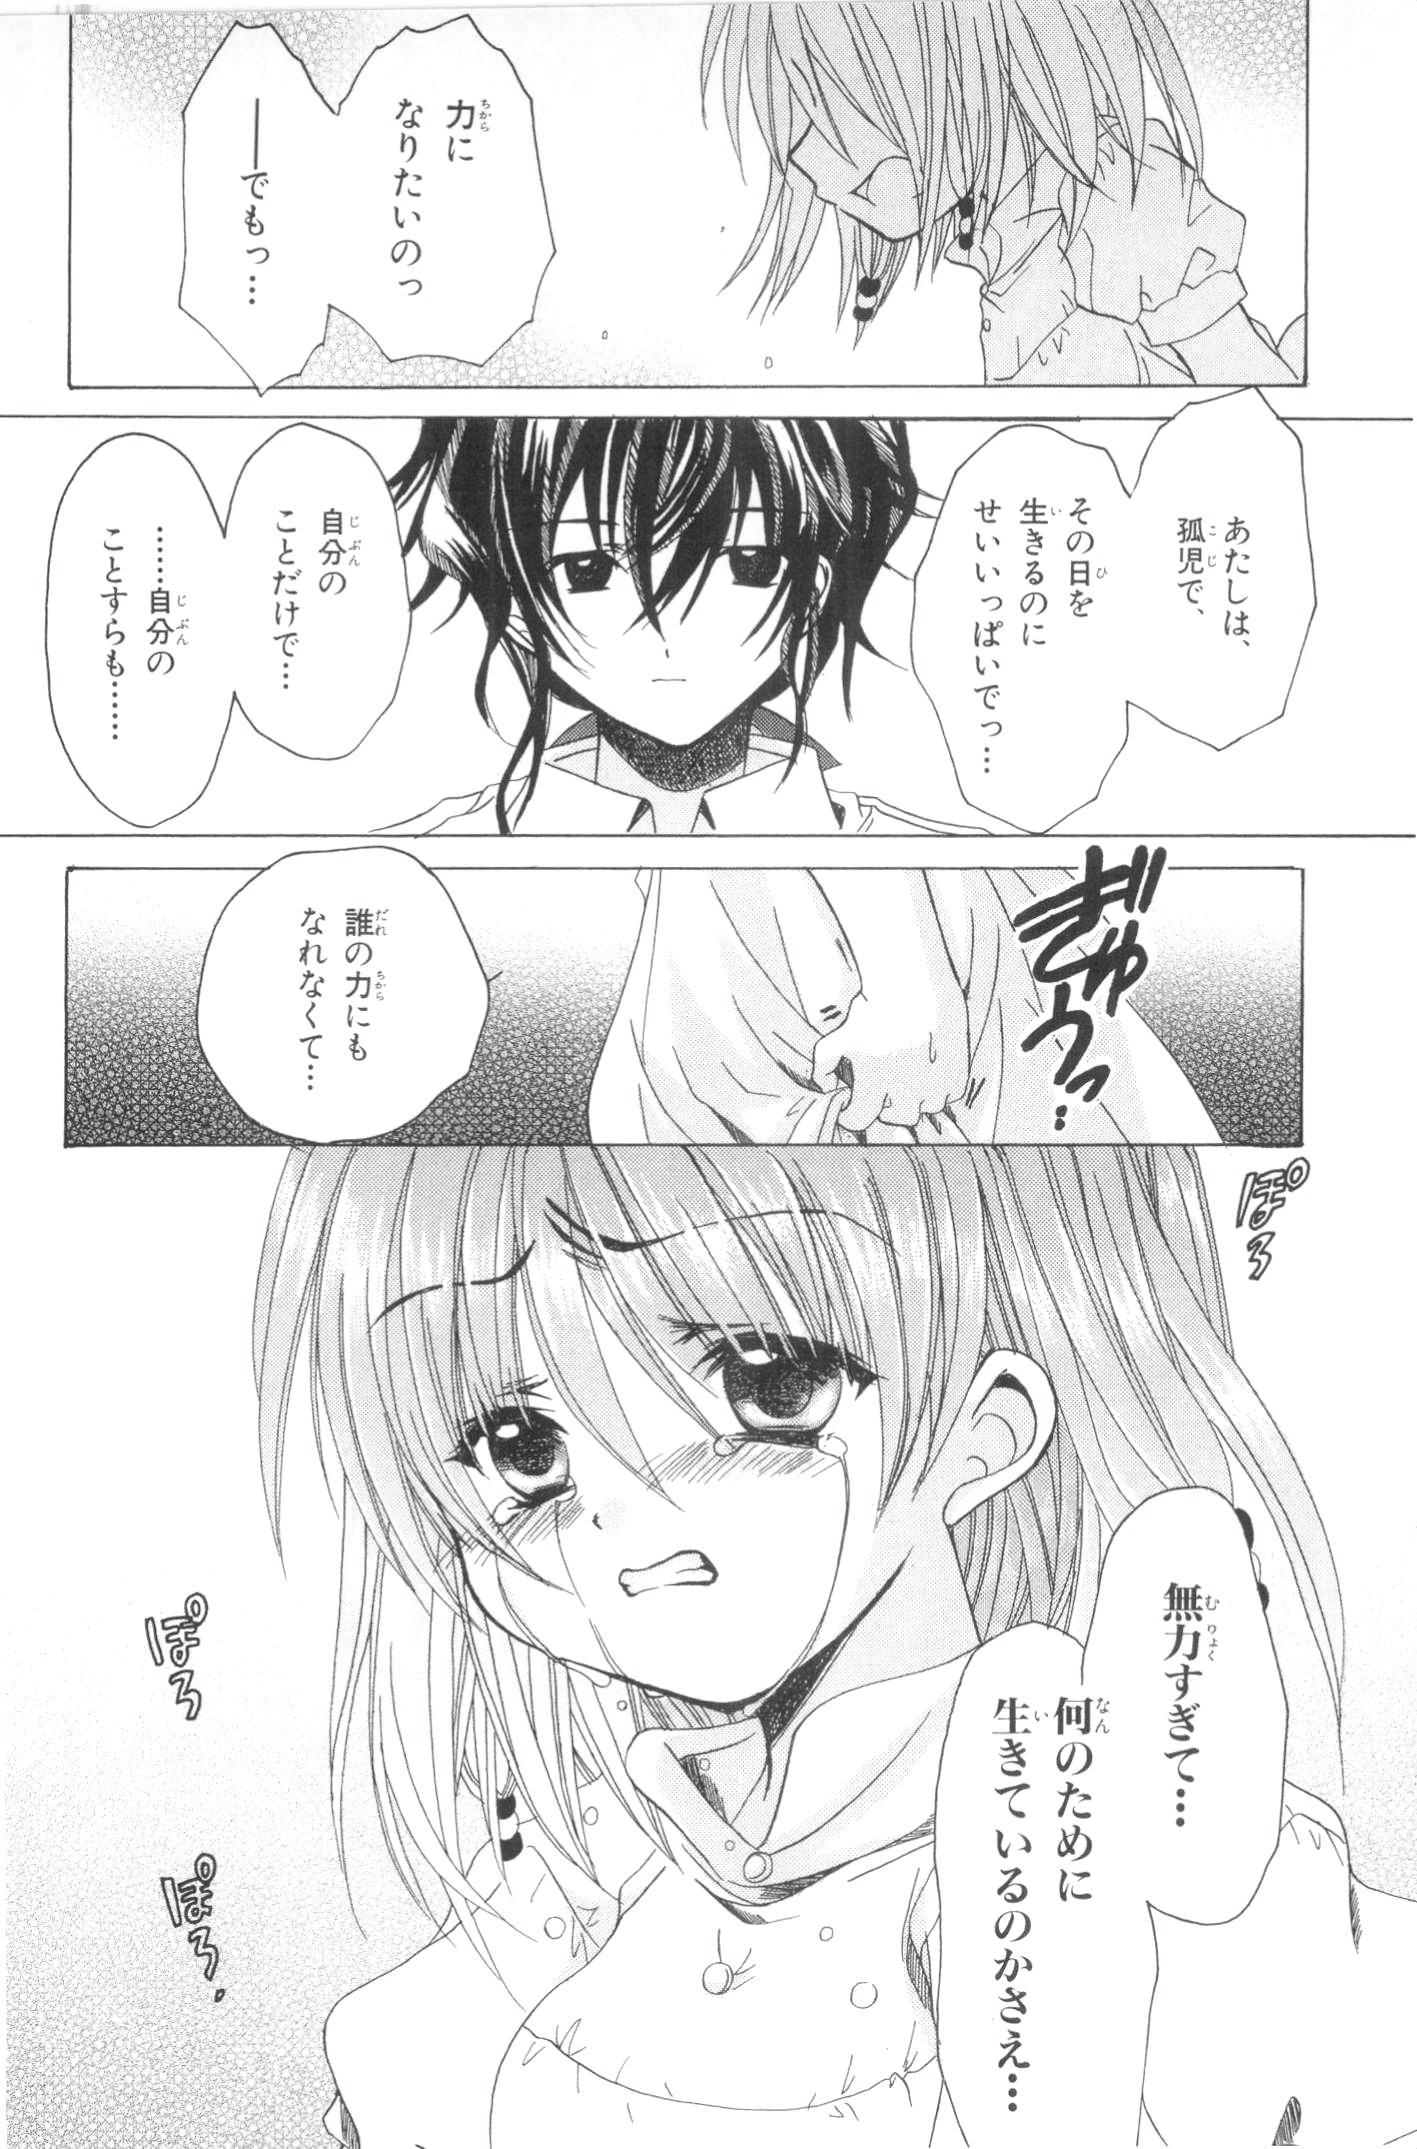 力に
なりたいのっ
――でもっ…
あたしは、
孤児で、
その日を
生きるのに
せいいっぱいでっ…
自分の
ことだけで…
……自分の
ことすらも……
ぎゅうっ…
誰の力にも
なれなくて…
ぽろ
無力すぎて…
何のために
生きているのかさえ…
ぽろ
ぽろ.